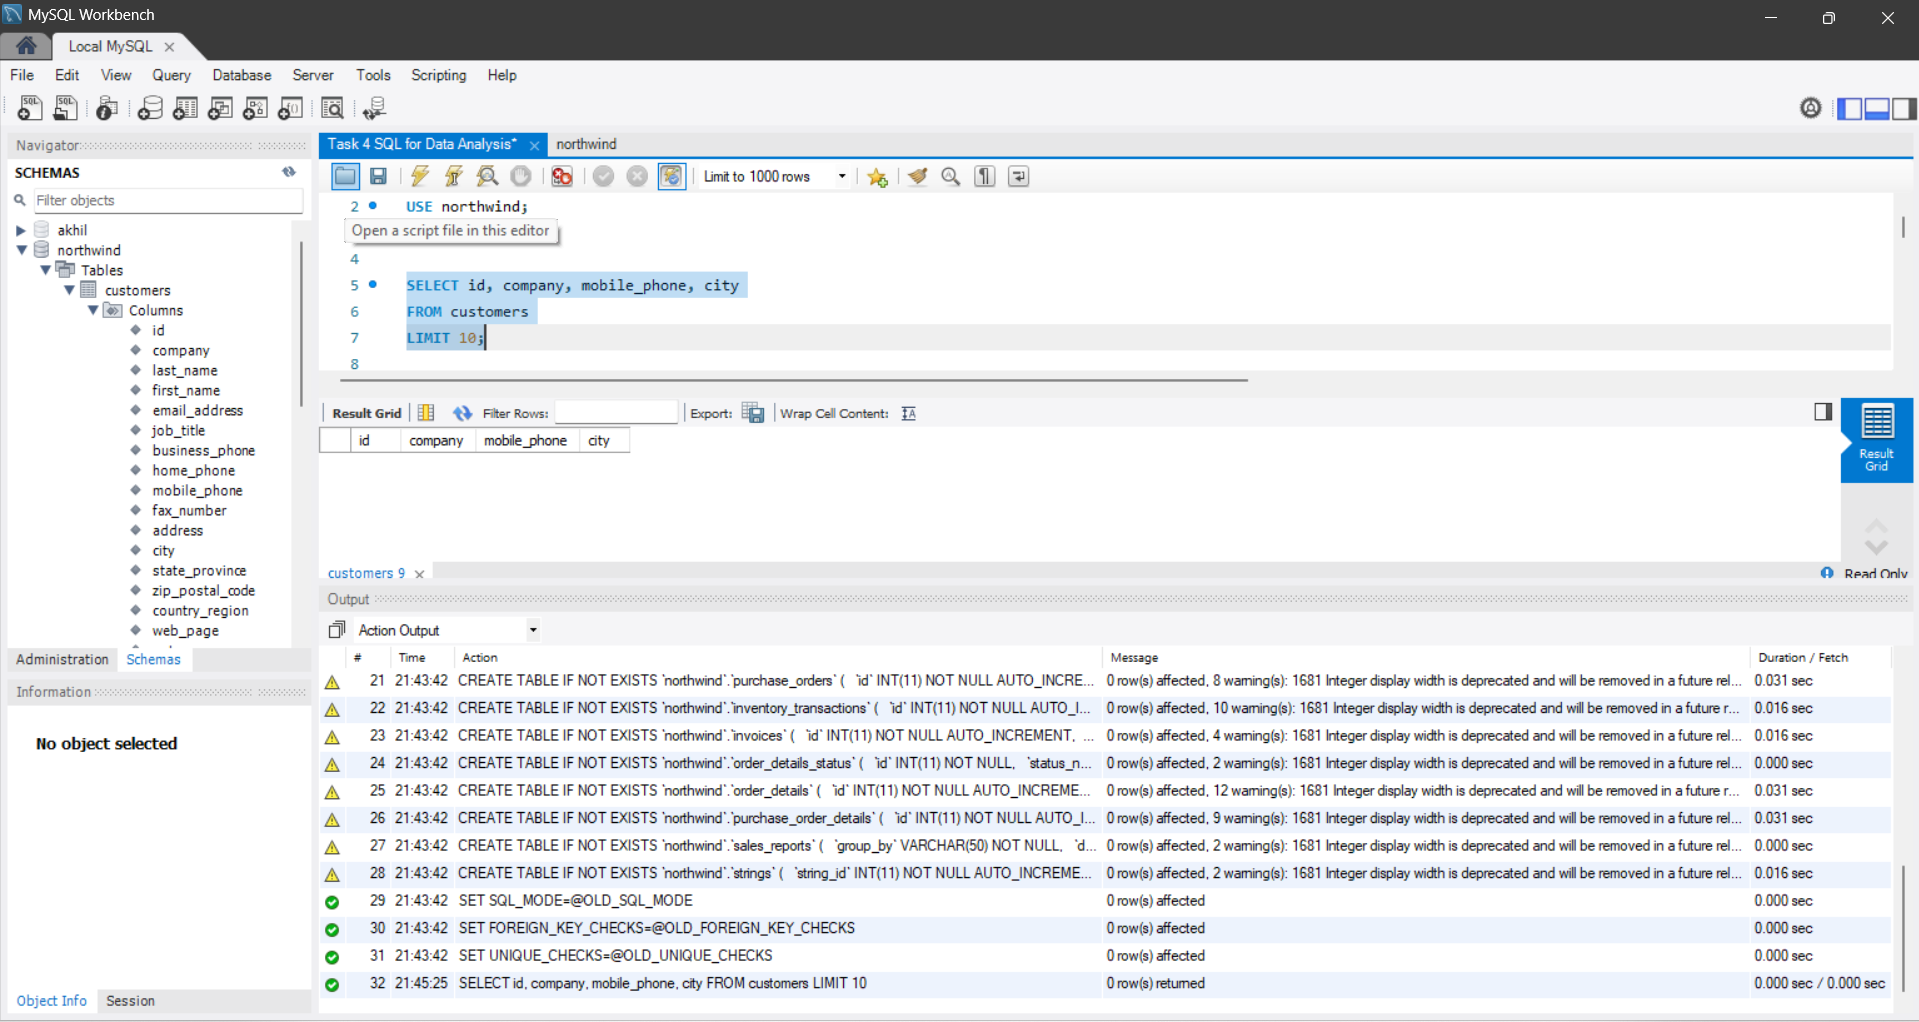 MySQL Workbench
Local MySQL
File Edit View Query Database Server Tools Scripting Help
Navigator
SCHEMAS
Filter objects
akhil
northwind
Tables
customers
Columns
id
company
last_name
first_name
email_address
job_title
business_phone
home_phone
mobile_phone
fax_number
address
city
state_province
zip_postal_code
country_region
web_page
Administration Schemas
Information
No object selected
Object Info Session
Task 4 SQL for Data Analysis* northwind
Limit to 1000 rows
2 USE northwind;
Open a script file in this editor
4
5 SELECT id, company, mobile_phone, city
6 FROM customers
7 LIMIT 10;
8
Result Grid Filter Rows: Export: Wrap Cell Content:
id company mobile_phone city
Result
Grid
customers 9
Read Only
Output
Action Output
# Time Action Message Duration / Fetch
21 21:43:42 CREATE TABLE IF NOT EXISTS `northwind`.`purchase_orders` ( `id` INT(11) NOT NULL AUTO_INCRE... 0 row(s) affected, 8 warning(s): 1681 Integer display width is deprecated and will be removed in a future rel... 0.031 sec
22 21:43:42 CREATE TABLE IF NOT EXISTS `northwind`.`inventory_transactions` ( `id` INT(11) NOT NULL AUTO_I... 0 row(s) affected, 10 warning(s): 1681 Integer display width is deprecated and will be removed in a future r... 0.016 sec
23 21:43:42 CREATE TABLE IF NOT EXISTS `northwind`.`invoices` ( `id` INT(11) NOT NULL AUTO_INCREMENT, ... 0 row(s) affected, 4 warning(s): 1681 Integer display width is deprecated and will be removed in a future rel... 0.016 sec
24 21:43:42 CREATE TABLE IF NOT EXISTS `northwind`.`order_details_status` ( `id` INT(11) NOT NULL, `status_n... 0 row(s) affected, 2 warning(s): 1681 Integer display width is deprecated and will be removed in a future rel... 0.000 sec
25 21:43:42 CREATE TABLE IF NOT EXISTS `northwind`.`order_details` ( `id` INT(11) NOT NULL AUTO_INCREME... 0 row(s) affected, 12 warning(s): 1681 Integer display width is deprecated and will be removed in a future r... 0.031 sec
26 21:43:42 CREATE TABLE IF NOT EXISTS `northwind`.`purchase_order_details` ( `id` INT(11) NOT NULL AUTO_I... 0 row(s) affected, 9 warning(s): 1681 Integer display width is deprecated and will be removed in a future rel... 0.031 sec
27 21:43:42 CREATE TABLE IF NOT EXISTS `northwind`.`sales_reports` ( `group_by` VARCHAR(50) NOT NULL, `d... 0 row(s) affected, 2 warning(s): 1681 Integer display width is deprecated and will be removed in a future rel... 0.000 sec
28 21:43:42 CREATE TABLE IF NOT EXISTS `northwind`.`strings` ( `string_id` INT(11) NOT NULL AUTO_INCREME... 0 row(s) affected, 2 warning(s): 1681 Integer display width is deprecated and will be removed in a future rel... 0.016 sec
29 21:43:42 SET SQL_MODE=@OLD_SQL_MODE 0 row(s) affected 0.000 sec
30 21:43:42 SET FOREIGN_KEY_CHECKS=@OLD_FOREIGN_KEY_CHECKS 0 row(s) affected 0.000 sec
31 21:43:42 SET UNIQUE_CHECKS=@OLD_UNIQUE_CHECKS 0 row(s) affected 0.000 sec
32 21:45:25 SELECT id, company, mobile_phone, city FROM customers LIMIT 10 0 row(s) returned 0.000 sec / 0.000 sec